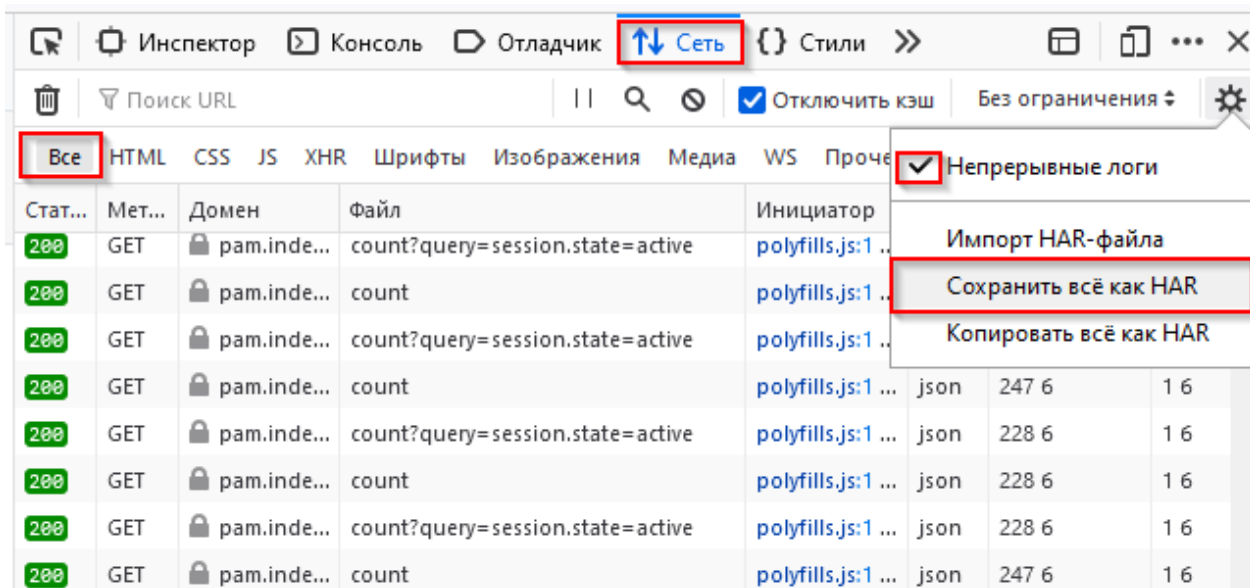 Инспектор Консоль Отладчик Сеть {} Стили
Поиск URL Отключить кэш Без ограничения
Все HTML CSS JS XHR Шрифты Изображения Медиа WS Проче
Непрерывные логи
Импорт HAR-файла
Сохранить всё как HAR
Копировать всё как HAR
Стат... Мет... Домен Файл Инициатор
200 GET pam.inde... count?query=session.state=active polyfills.js:1 ..
200 GET pam.inde... count polyfills.js:1 ..
200 GET pam.inde... count?query=session.state=active polyfills.js:1 ..
200 GET pam.inde... count polyfills.js:1 ... json 247 б 1 б
200 GET pam.inde... count?query=session.state=active polyfills.js:1 ... json 228 б 1 б
200 GET pam.inde... count polyfills.js:1 ... json 228 б 1 б
200 GET pam.inde... count?query=session.state=active polyfills.js:1 ... json 228 б 1 б
200 GET pam.inde... count polyfills.js:1 ... json 247 б 1 б